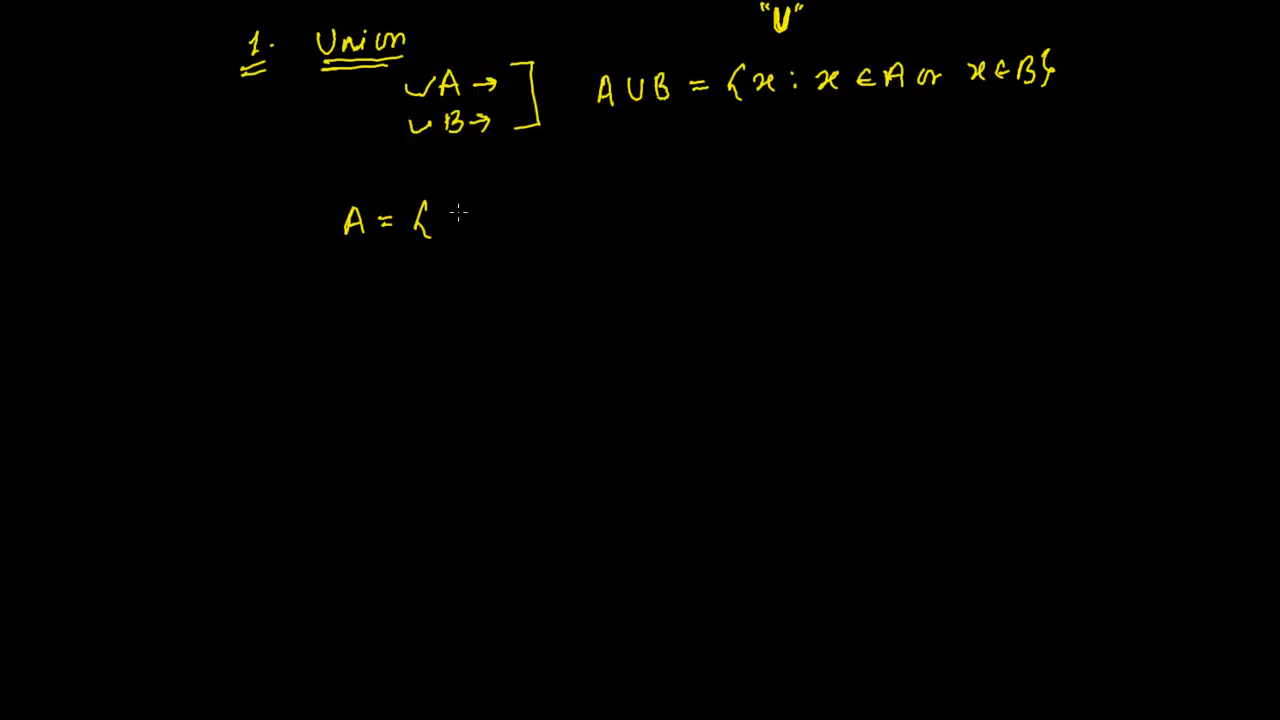 "U"
1. Union
A → ] A ∪ B = { x : x ∈ A or x ∈ B }
B →
A = {